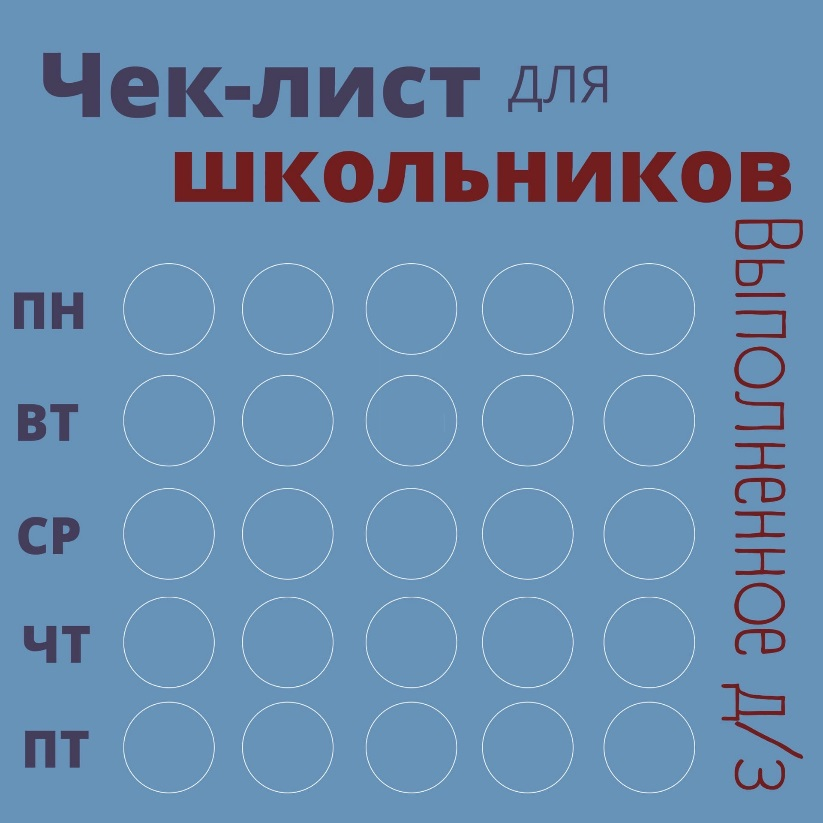 Чек-лист для
школьников
Выполненное д/з
ПН
ВТ
СР
ЧТ
ПТ